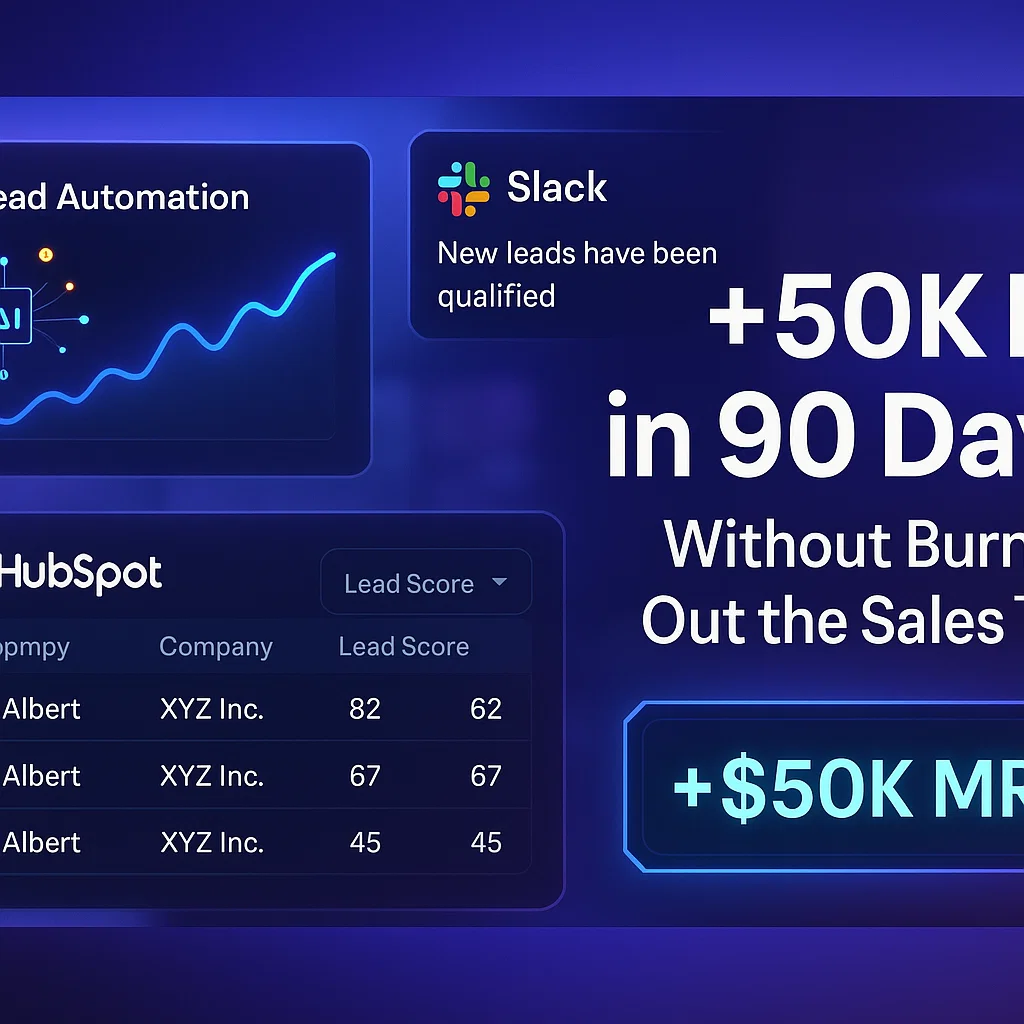 ead Automation
AI
Slack
New leads have been
qualified
+50K
in 90 Day
Without Burn
Out the Sales
+$50K MR
HubSpot
Lead Score
ompmy Company Lead Score
Albert XYZ Inc. 82 62
Albert XYZ Inc. 67 67
Albert XYZ Inc. 45 45